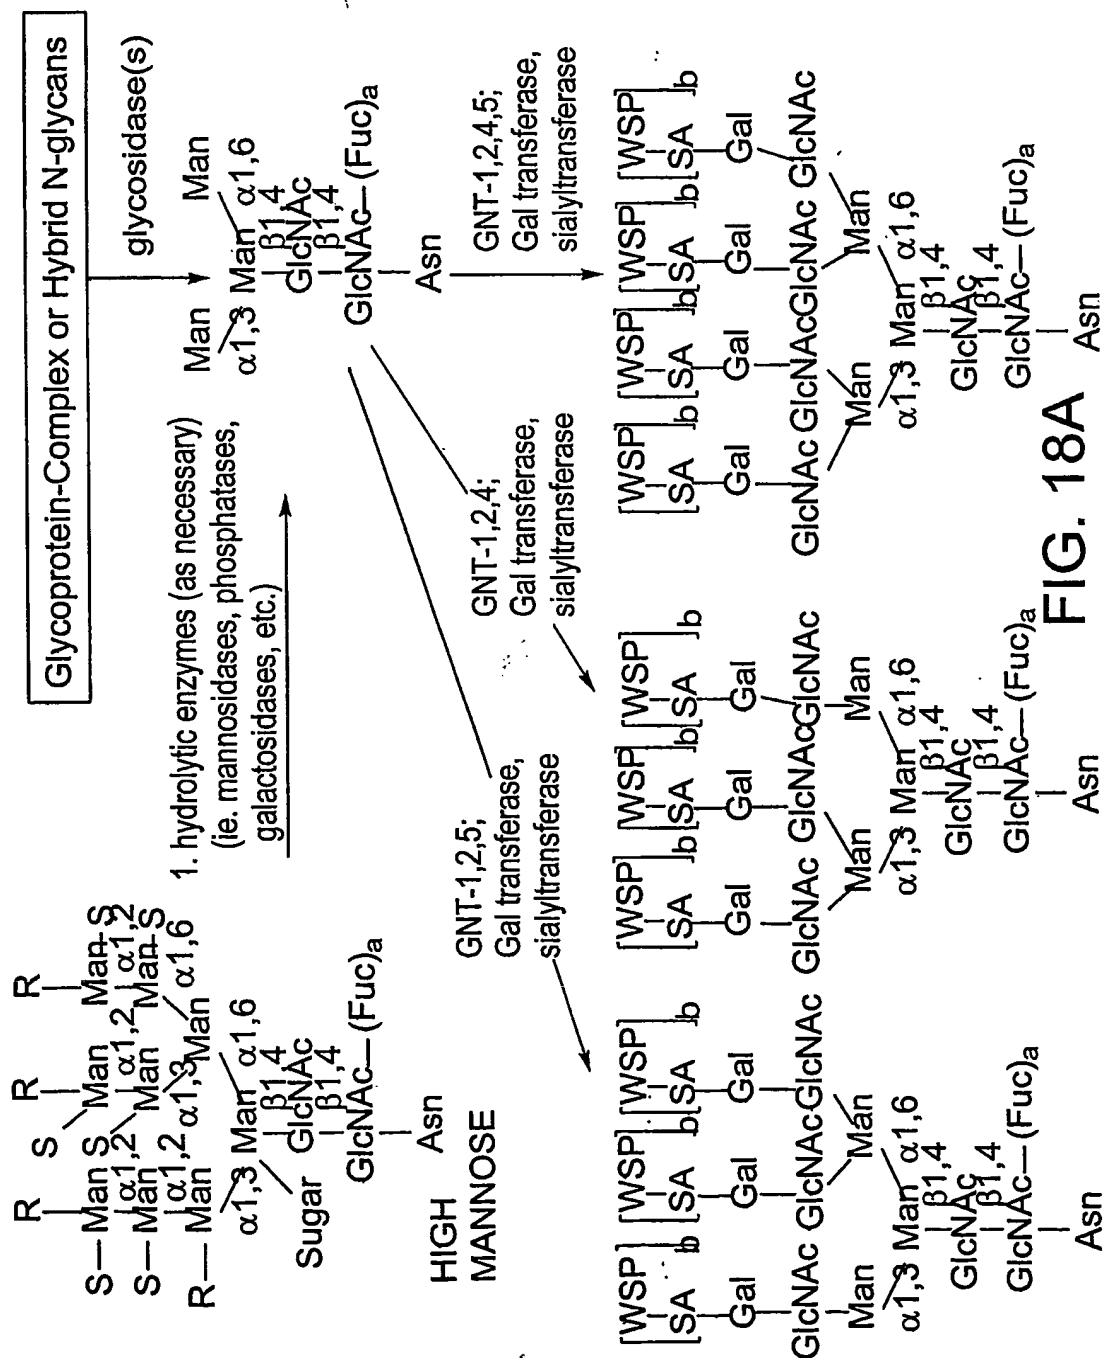 Glycoprotein-Complex or Hybrid N-glycans
glycosidase(s)
1. hydrolytic enzymes (as necessary)
(ie. mannosidases, phosphatases,
galactosidases, etc.)
R R R
S S
S—Man S Man Man-S
α1,2 α1,2 α1,2
S—Man Man Man-S
α1,2 α1,3 α1,6
R—Man Man
α1,3 Man α1,6
β1,4
Sugar GlcNAc
β1,4
GlcNAc—(Fuc)a
Asn
HIGH
MANNOSE
Man Man
α1,3 Man α1,6
β1,4
GlcNAc
β1,4
GlcNAc—(Fuc)a
Asn
GNT-1,2,5;
Gal transferase,
sialyltransferase
GNT-1,2,4;
Gal transferase,
sialyltransferase
GNT-1,2,4,5;
Gal transferase,
sialyltransferase
[WSP] [WSP] [WSP]
[SA]b [SA]b [SA]b
Gal Gal Gal
GlcNAc GlcNAc GlcNAc
Man Man
α1,3 Man α1,6
β1,4
GlcNAc
β1,4
GlcNAc—(Fuc)a
Asn
[WSP] [WSP] [WSP]
[SA]b [SA]b [SA]b
Gal Gal Gal
GlcNAc GlcNAc GlcNAc
Man Man
α1,3 Man α1,6
β1,4
GlcNAc
β1,4
GlcNAc—(Fuc)a
Asn
[WSP] [WSP] [WSP] [WSP]
[SA]b [SA]b [SA]b [SA]b
Gal Gal Gal Gal
GlcNAc GlcNAc GlcNAc GlcNAc
Man Man
α1,3 Man α1,6
β1,4
GlcNAc
β1,4
GlcNAc—(Fuc)a
Asn
FIG. 18A